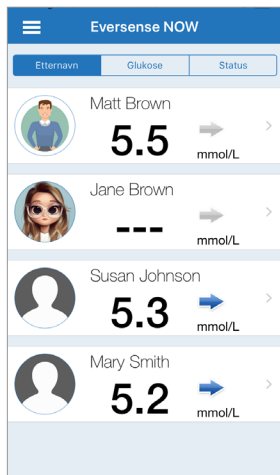 Eversense NOW
Etternavn Glukose Status
Matt Brown
5.5
mmol/L
Jane Brown
---
mmol/L
Susan Johnson
5.3
mmol/L
Mary Smith
5.2
mmol/L